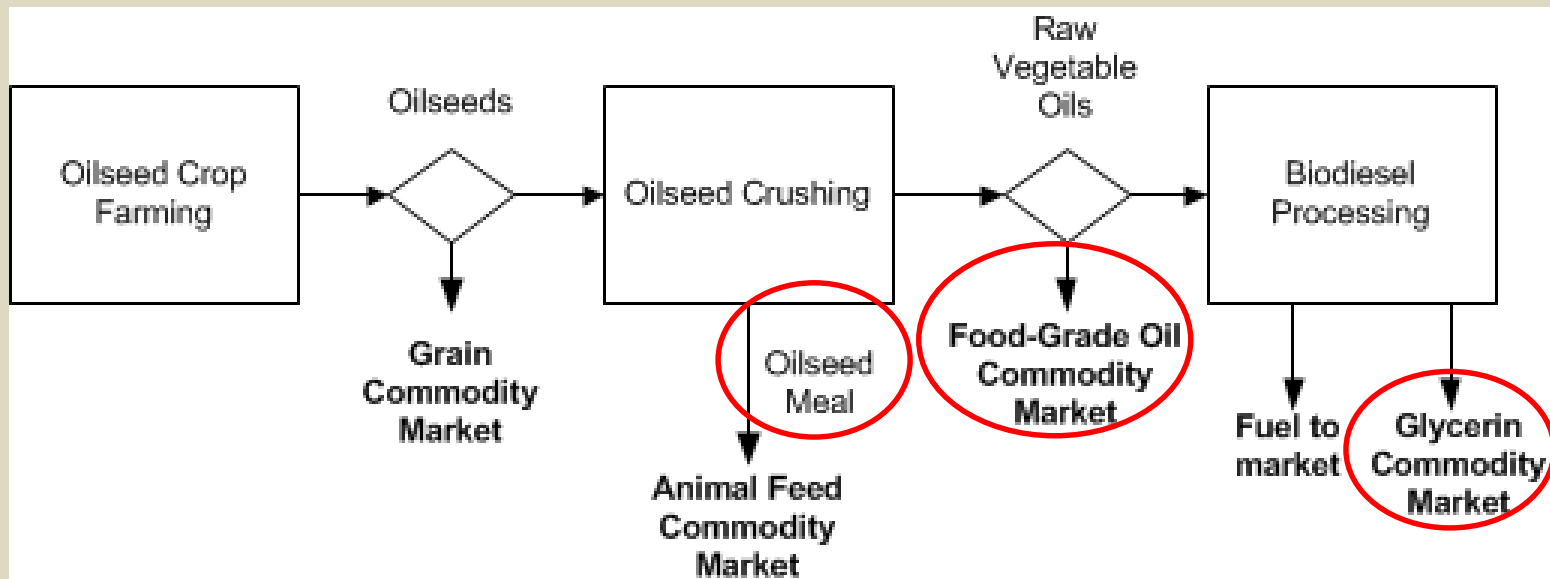 Oilseed Crop
Farming
Oilseeds
Grain
Commodity
Market
Oilseed Crushing
Oilseed
Meal
Animal Feed
Commodity
Market
Raw
Vegetable
Oils
Food-Grade Oil
Commodity
Market
Biodiesel
Processing
Fuel to
market
Glycerin
Commodity
Market